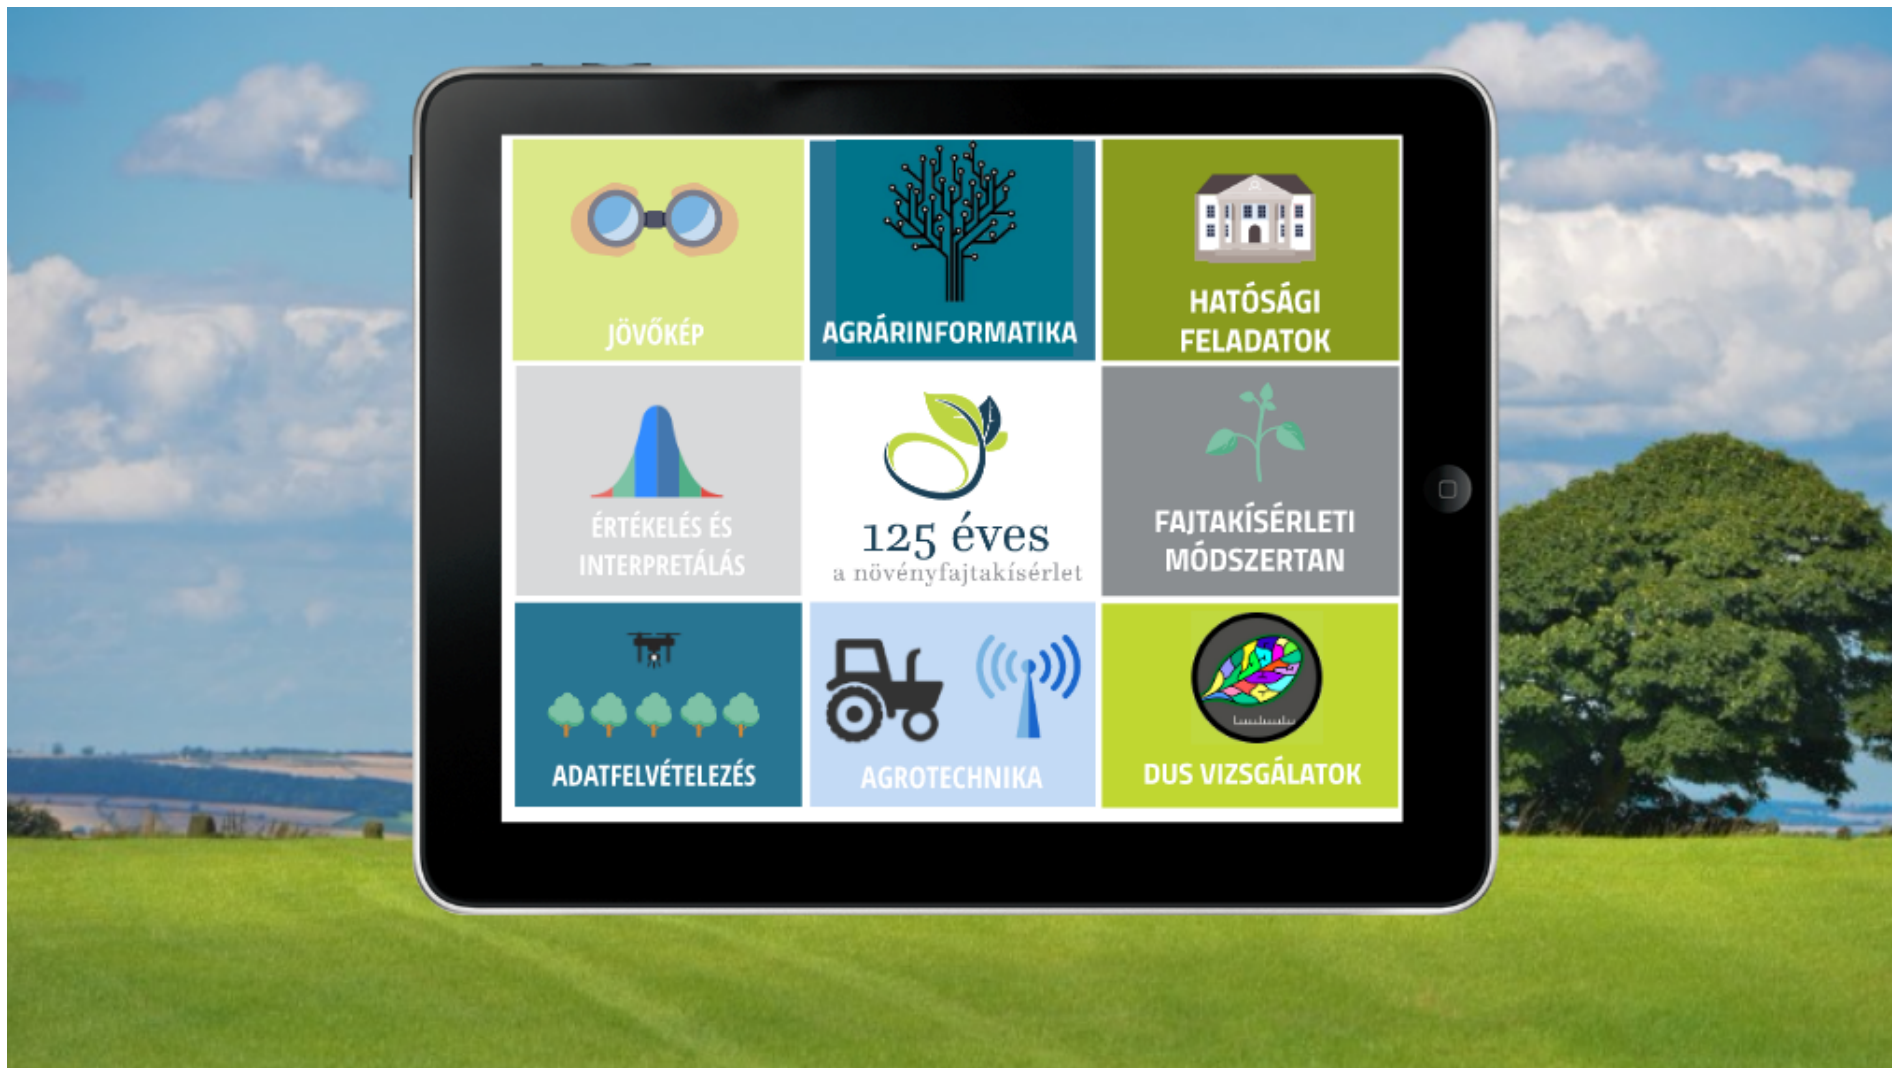 JÖVŐKÉP
AGRÁRINFORMATIKA
HATÓSÁGI
FELADATOK
ÉRTÉKELÉS ÉS
INTERPRETÁLÁS
125 éves
a növényfajtakísérlet
FAJTAKÍSÉRLETI
MÓDSZERTAN
ADATFELVÉTELEZÉS
AGROTECHNIKA
DUS VIZSGÁLATOK